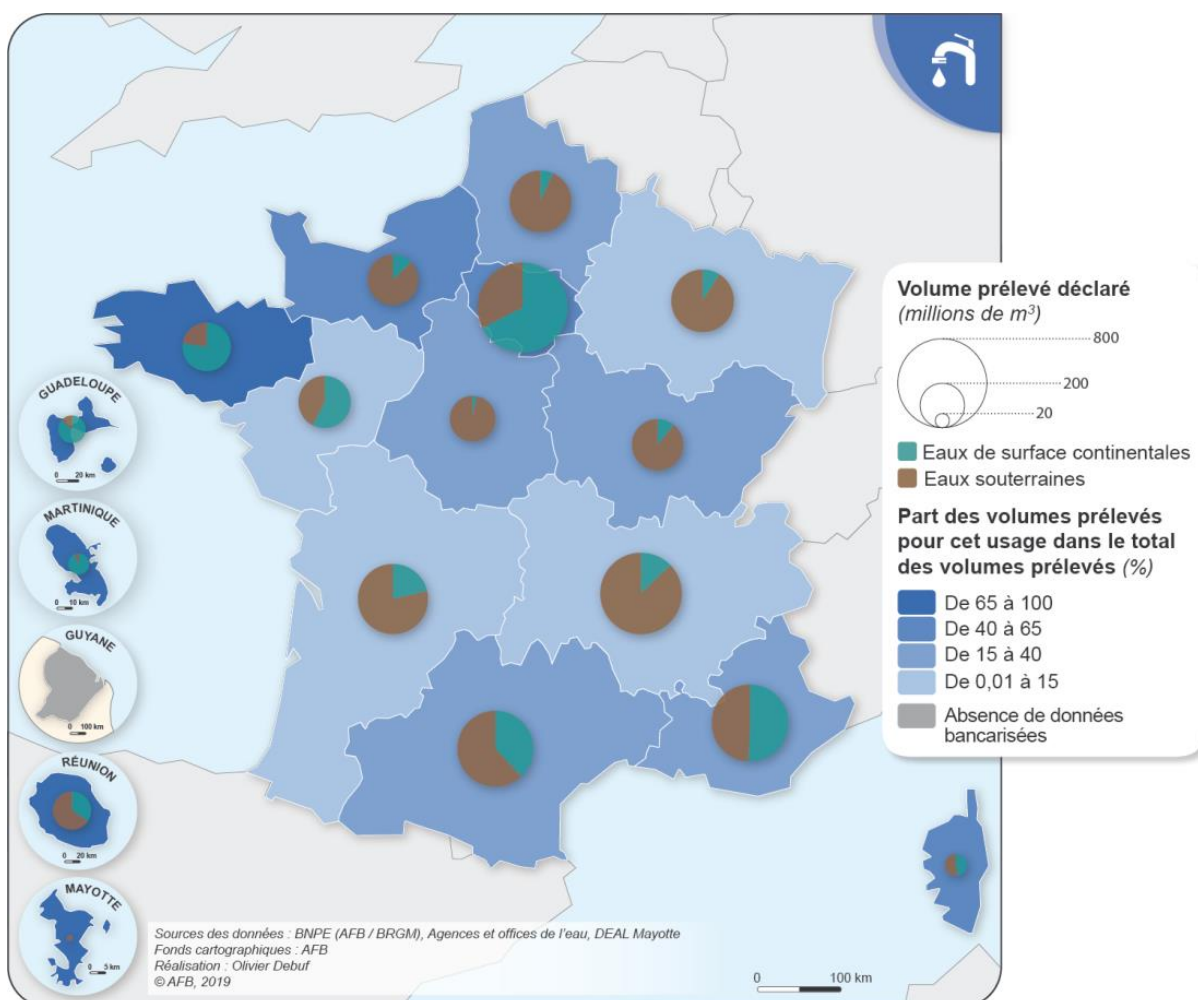 GUADELOUPE
0 20 km
MARTINIQUE
0 10 km
GUYANE
0 100 km
RÉUNION
0 20 km
MAYOTTE
0 5 km
Sources des données : BNPE (AFB / BRGM), Agences et offices de l'eau, DEAL Mayotte
Fonds cartographiques : AFB
Réalisation : Olivier Debuf
© AFB, 2019
0 100 km
Volume prélevé déclaré
(millions de m³)
800
200
20
Eaux de surface continentales
Eaux souterraines
Part des volumes prélevés
pour cet usage dans le total
des volumes prélevés (%)
De 65 à 100
De 40 à 65
De 15 à 40
De 0,01 à 15
Absence de données
bancarisées